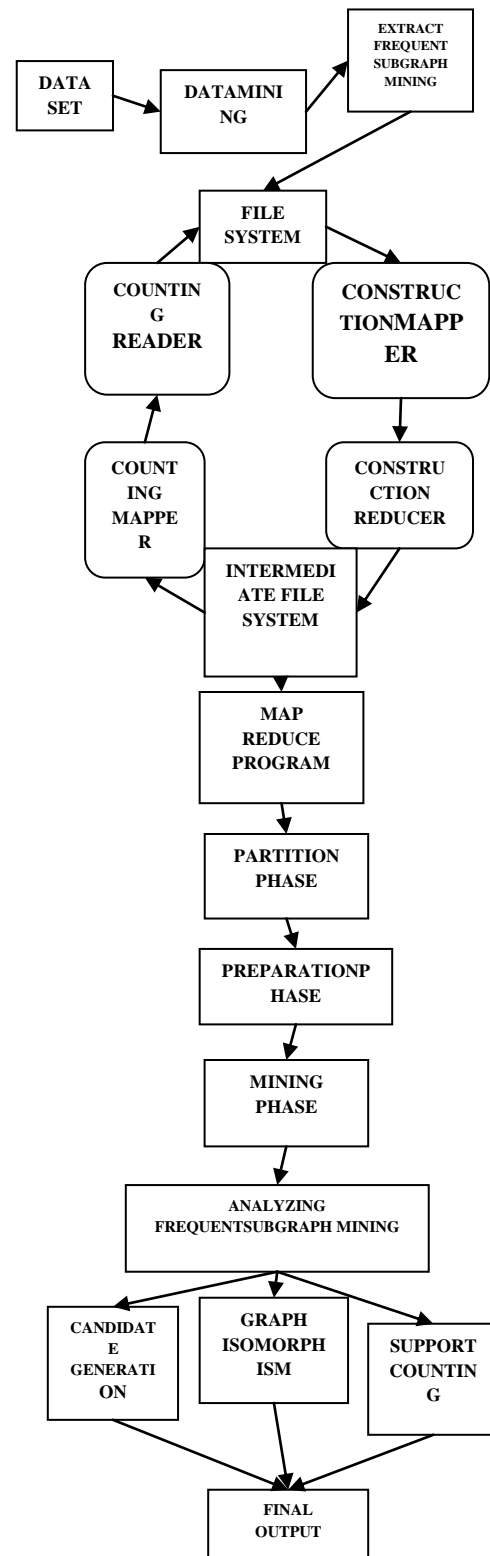 DATA
SET
DATAMINI
NG
EXTRACT
FREQUENT
SUBGRAPH
MINING
FILE
SYSTEM
COUNTIN
G
READER
CONSTRUC
TIONMAPP
ER
COUNT
ING
MAPPE
R
CONSTRU
CTION
REDUCER
INTERMEDI
ATE FILE
SYSTEM
MAP
REDUCE
PROGRAM
PARTITION
PHASE
PREPARATIONP
HASE
MINING
PHASE
ANALYZING
FREQUENTSUBGRAPH MINING
CANDIDAT
E
GENERATI
ON
GRAPH
ISOMORPH
ISM
SUPPORT
COUNTIN
G
FINAL
OUTPUT